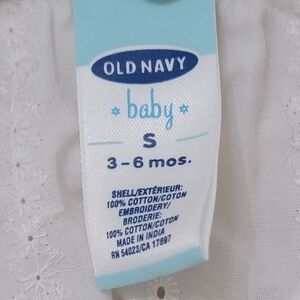 OLD NAVY
baby
S
3-6 mos.
SHELL/EXTÉRIEUR:
100% COTTON/COTON
EMBROIDERY/
BRODERIE:
100% COTTON/COTON
MADE IN INDIA
RN 54023/CA 17897